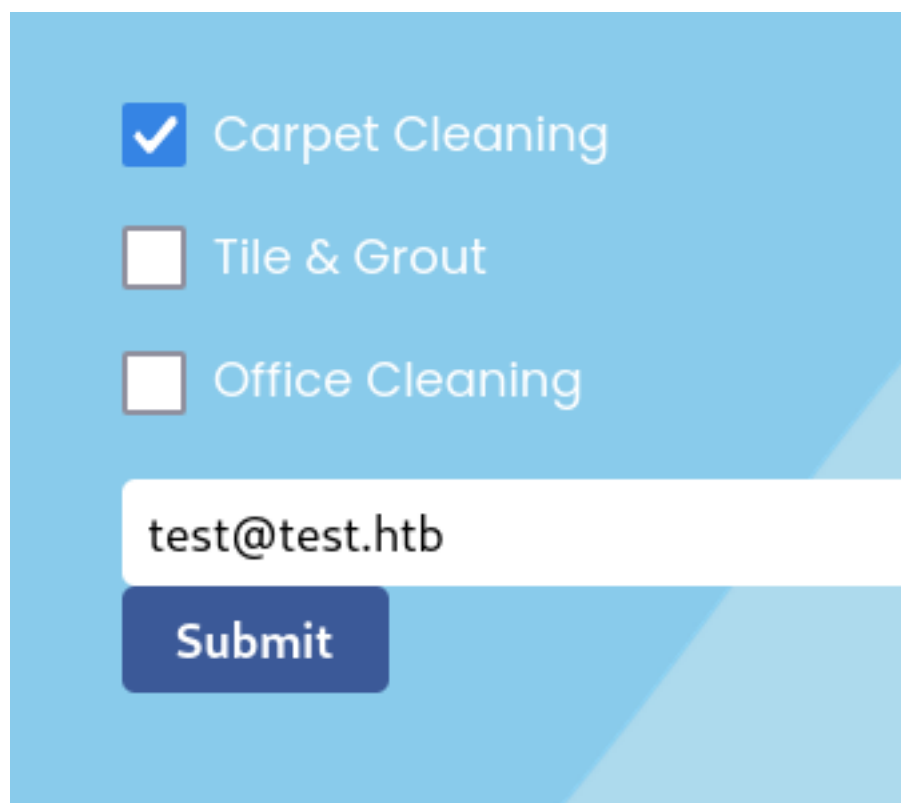 Carpet Cleaning
Tile & Grout
Office Cleaning
test@test.htb
Submit